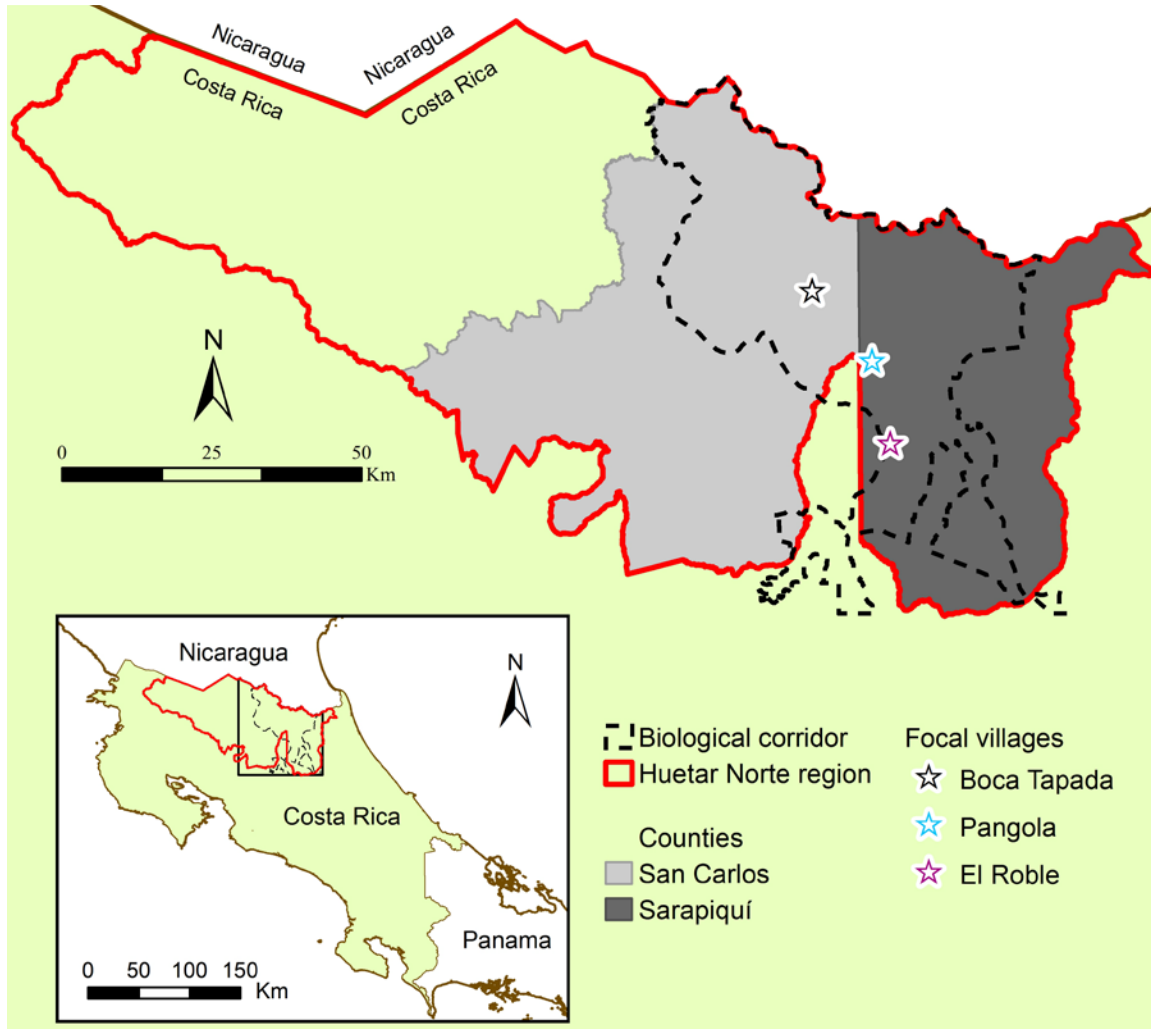 Nicaragua
Nicaragua
Costa Rica
Costa Rica
N
0 25 50
Km
Nicaragua
N
Costa Rica
Panama
0 50 100 150
Km
Biological corridor
Huetar Norte region
Counties
San Carlos
Sarapiquí
Focal villages
Boca Tapada
Pangola
El Roble